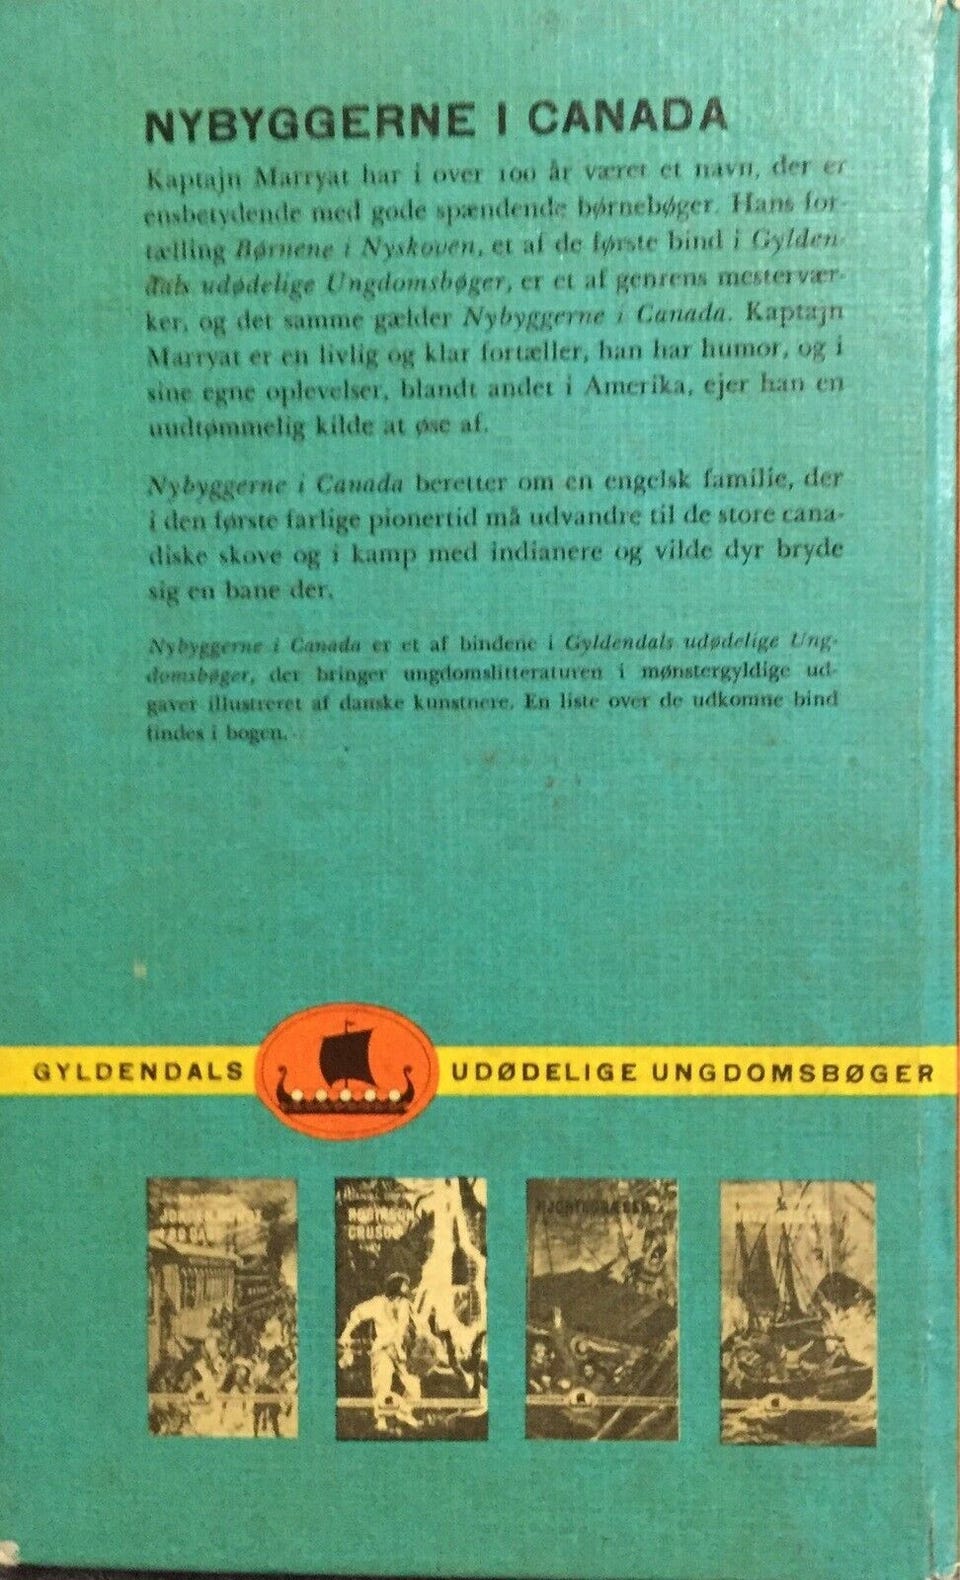 NYBYGGERNE I CANADA
Kaptajn Marryat har i over 100 år været et navn, der er
ensbetydende med gode spændende børnebøger. Hans for-
tælling Børnene i Nyskoven, et af de første bind i Gylden-
dals udødelige Ungdomsbøger, er et af genrens mestervær-
ker, og det samme gælder Nybyggerne i Canada. Kaptajn
Marryat er en livlig og klar fortæller, han har humor, og i
sine egne oplevelser, blandt andet i Amerika, ejer han en
uudtømmelig kilde at øse af.
Nybyggerne i Canada beretter om en engelsk familie, der
i den første farlige pionertid må udvandre til de store cana-
diske skove og i kamp med indianere og vilde dyr bryde
sig en bane der.
Nybyggerne i Canada er et af bindene i Gyldendals udødelige Ung-
domsbøger, der bringer ungdomslitteraturen i mønstergyldige ud-
gaver illustreret af danske kunstnere. En liste over de udkomne bind
findes i bogen.
GYLDENDALS UDØDELIGE UNGDOMSBØGER
ROBINSON
CRUSOE